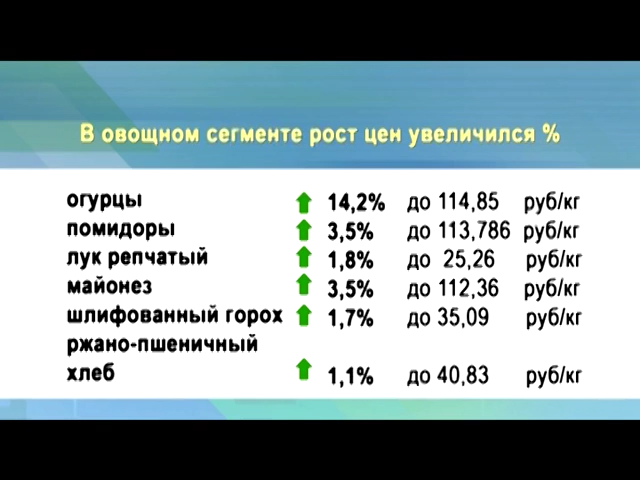 В овощном сегменте рост цен увеличился %
огурцы 14,2% до 114,85 руб/кг
помидоры 3,5% до 113,786 руб/кг
лук репчатый 1,8% до 25,26 руб/кг
майонез 3,5% до 112,36 руб/кг
шлифованный горох 1,7% до 35,09 руб/кг
ржано-пшеничный
хлеб 1,1% до 40,83 руб/кг